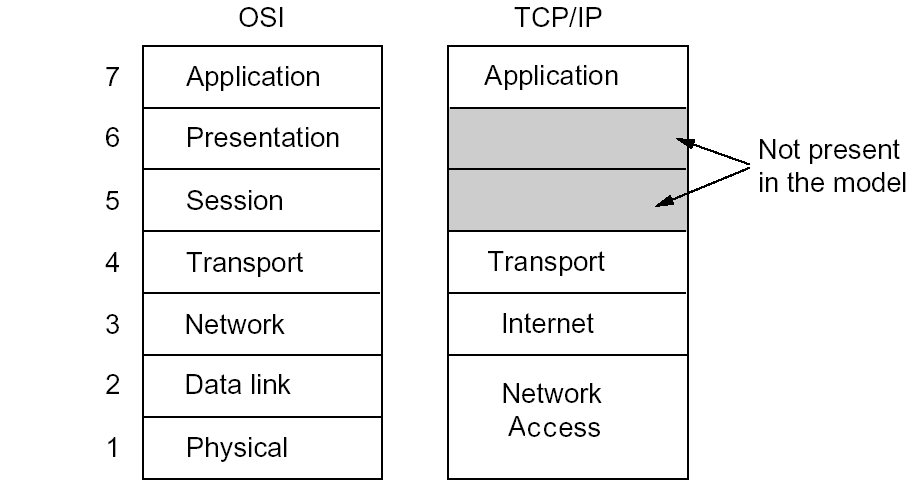 OSI
TCP/IP
7 Application
Application
6 Presentation
Not present
in the model
5 Session
4 Transport
Transport
3 Network
Internet
2 Data link
Network
Access
1 Physical